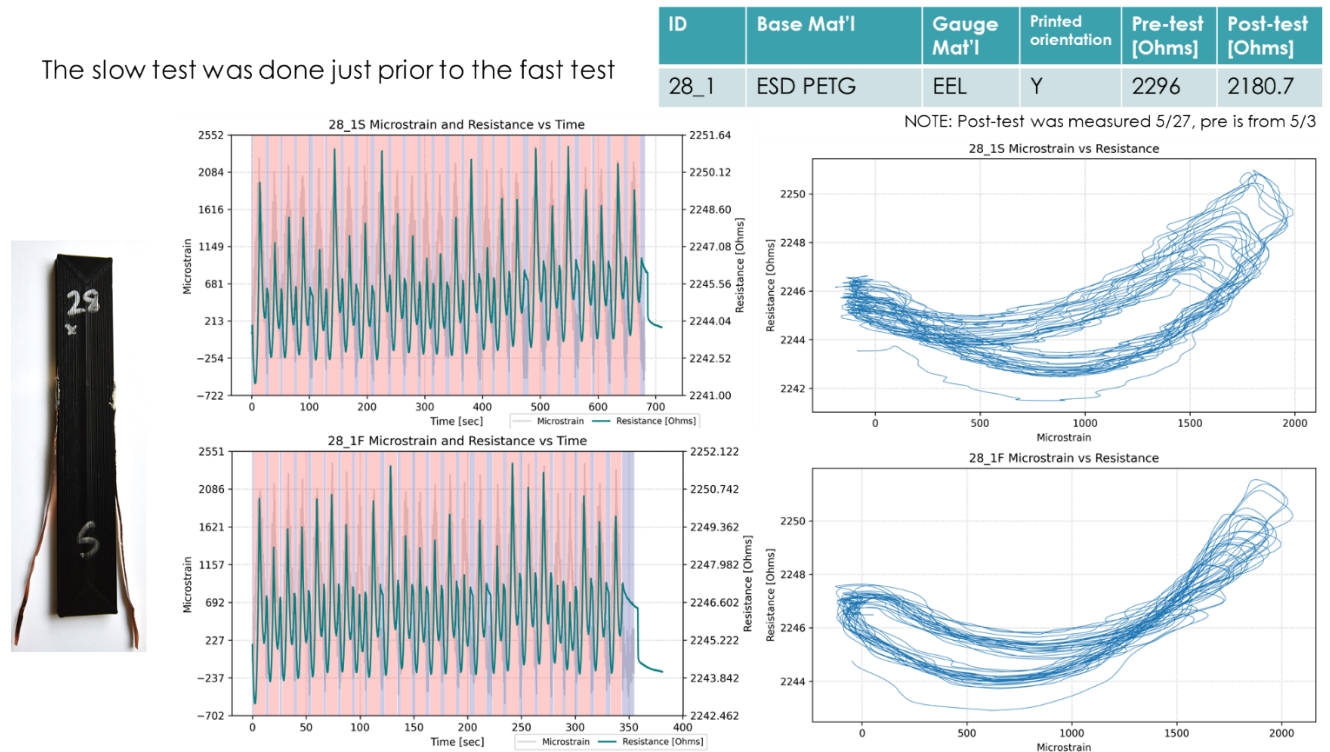 The slow test was done just prior to the fast test
ID Base Mat'l Gauge Mat'l Printed orientation Pre-test [Ohms] Post-test [Ohms]
28_1 ESD PETG EEL Y 2296 2180.7
NOTE: Post-test was measured 5/27, pre is from 5/3
28
S
28_1S Microstrain and Resistance vs Time
Microstrain
2552
2084
1616
1149
681
213
−254
−722
2251.64
2250.12
2248.60
2247.08
2245.56
2244.04
2242.52
2241.00
Resistance [Ohms]
0 100 200 300 400 500 600 700
Time [sec]
Microstrain Resistance [Ohms]
28_1S Microstrain vs Resistance
Resistance [Ohms]
2250
2248
2246
2244
2242
0 500 1000 1500 2000
Microstrain
28_1F Microstrain and Resistance vs Time
Microstrain
2551
2086
1621
1157
692
227
−237
−702
2252.122
2250.742
2249.362
2247.982
2246.602
2245.222
2243.842
2242.462
Resistance [Ohms]
0 50 100 150 200 250 300 350 400
Time [sec]
Microstrain Resistance [Ohms]
28_1F Microstrain vs Resistance
Resistance [Ohms]
2250
2248
2246
2244
0 500 1000 1500 2000
Microstrain